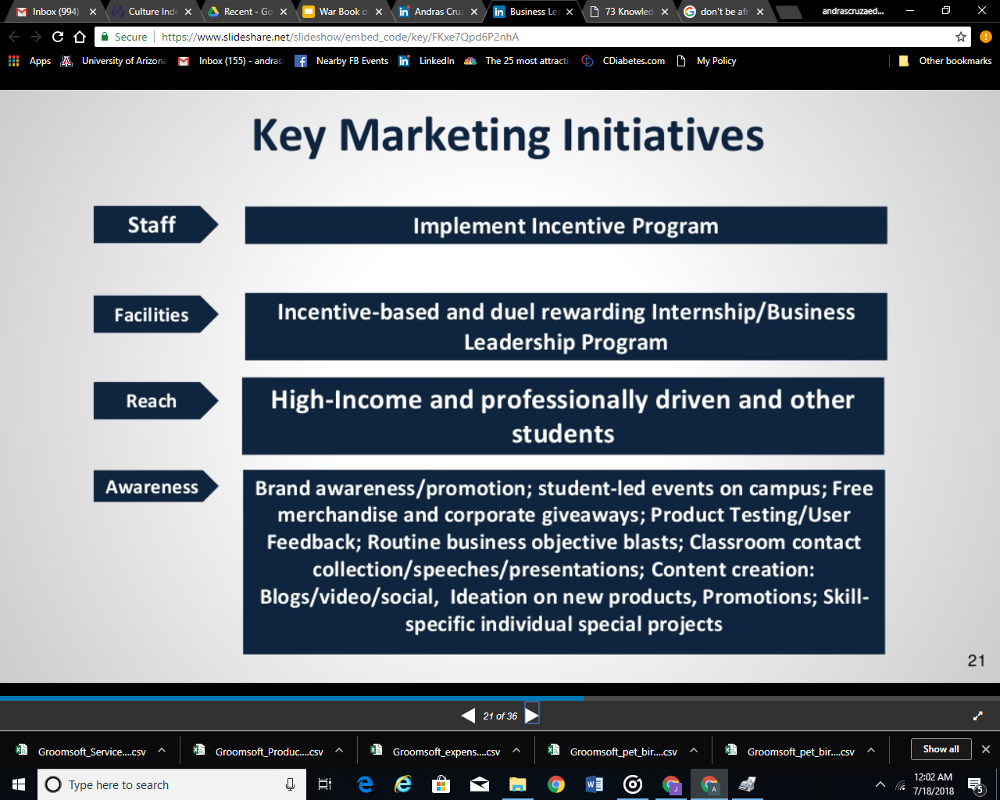 Inbox (994)
Culture Inde
Recent - Go
War Book o
Andras Cruz
Business Le
73 Knowled
don't be afr
andrascruzaed...
Secure
https://www.slideshare.net/slideshow/embed_code/key/FKxe7Qpd6P2nhA
Apps
University of Arizona
Inbox (155) - andras
Nearby FB Events
LinkedIn
The 25 most attracti
CDiabetes.com
My Policy
Other bookmarks
Key Marketing Initiatives
Staff
Implement Incentive Program
Facilities
Incentive-based and duel rewarding Internship/Business
Leadership Program
Reach
High-Income and professionally driven and other
students
Awareness
Brand awareness/promotion; student-led events on campus; Free
merchandise and corporate giveaways; Product Testing/User
Feedback; Routine business objective blasts; Classroom contact
collection/speeches/presentations; Content creation:
Blogs/video/social, Ideation on new products, Promotions; Skill-
specific individual special projects
21
21 of 36
Groomsoft_Service....csv
Groomsoft_Produc....csv
Groomsoft_expens....csv
Groomsoft_pet_bir....csv
Groomsoft_pet_bir....csv
Show all
Type here to search
12:02 AM
7/18/2018
5